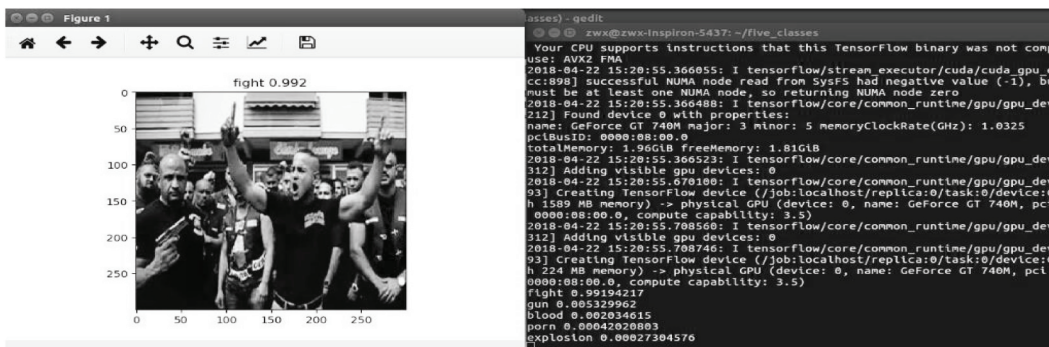 Figure 1
fight 0.992
0
50
100
150
200
250
0 50 100 150 200 250
asses) - gedit
zwx@zwx-Inspiron-5437: ~/five_classes
Your CPU supports instructions that this TensorFlow binary was not com
use: AVX2 FMA
2018-04-22 15:20:55.366055: I tensorflow/stream_executor/cuda/cuda_gpu_
cc:898] successful NUMA node read from SysFS had negative value (-1), b
must be at least one NUMA node, so returning NUMA node zero
2018-04-22 15:20:55.366488: I tensorflow/core/common_runtime/gpu/gpu_de
212] Found device 0 with properties:
name: GeForce GT 740M major: 3 minor: 5 memoryClockRate(GHz): 1.0325
pciBusID: 0000:08:00.0
totalMemory: 1.96GiB freeMemory: 1.81GiB
2018-04-22 15:20:55.366523: I tensorflow/core/common_runtime/gpu/gpu_de
312] Adding visible gpu devices: 0
2018-04-22 15:20:55.670100: I tensorflow/core/common_runtime/gpu/gpu_de
93] Creating TensorFlow device (/job:localhost/replica:0/task:0/device:
h 1589 MB memory) -> physical GPU (device: 0, name: GeForce GT 740M, pci
0000:08:00.0, compute capability: 3.5)
2018-04-22 15:20:55.708560: I tensorflow/core/common_runtime/gpu/gpu_de
312] Adding visible gpu devices: 0
2018-04-22 15:20:55.708746: I tensorflow/core/common_runtime/gpu/gpu_de
93] Creating TensorFlow device (/job:localhost/replica:0/task:0/device:
h 224 MB memory) -> physical GPU (device: 0, name: GeForce GT 740M, pci
0000:08:00.0, compute capability: 3.5)
fight 0.99194217
gun 0.005329962
blood 0.002034615
porn 0.00042020803
explosion 0.00027304576